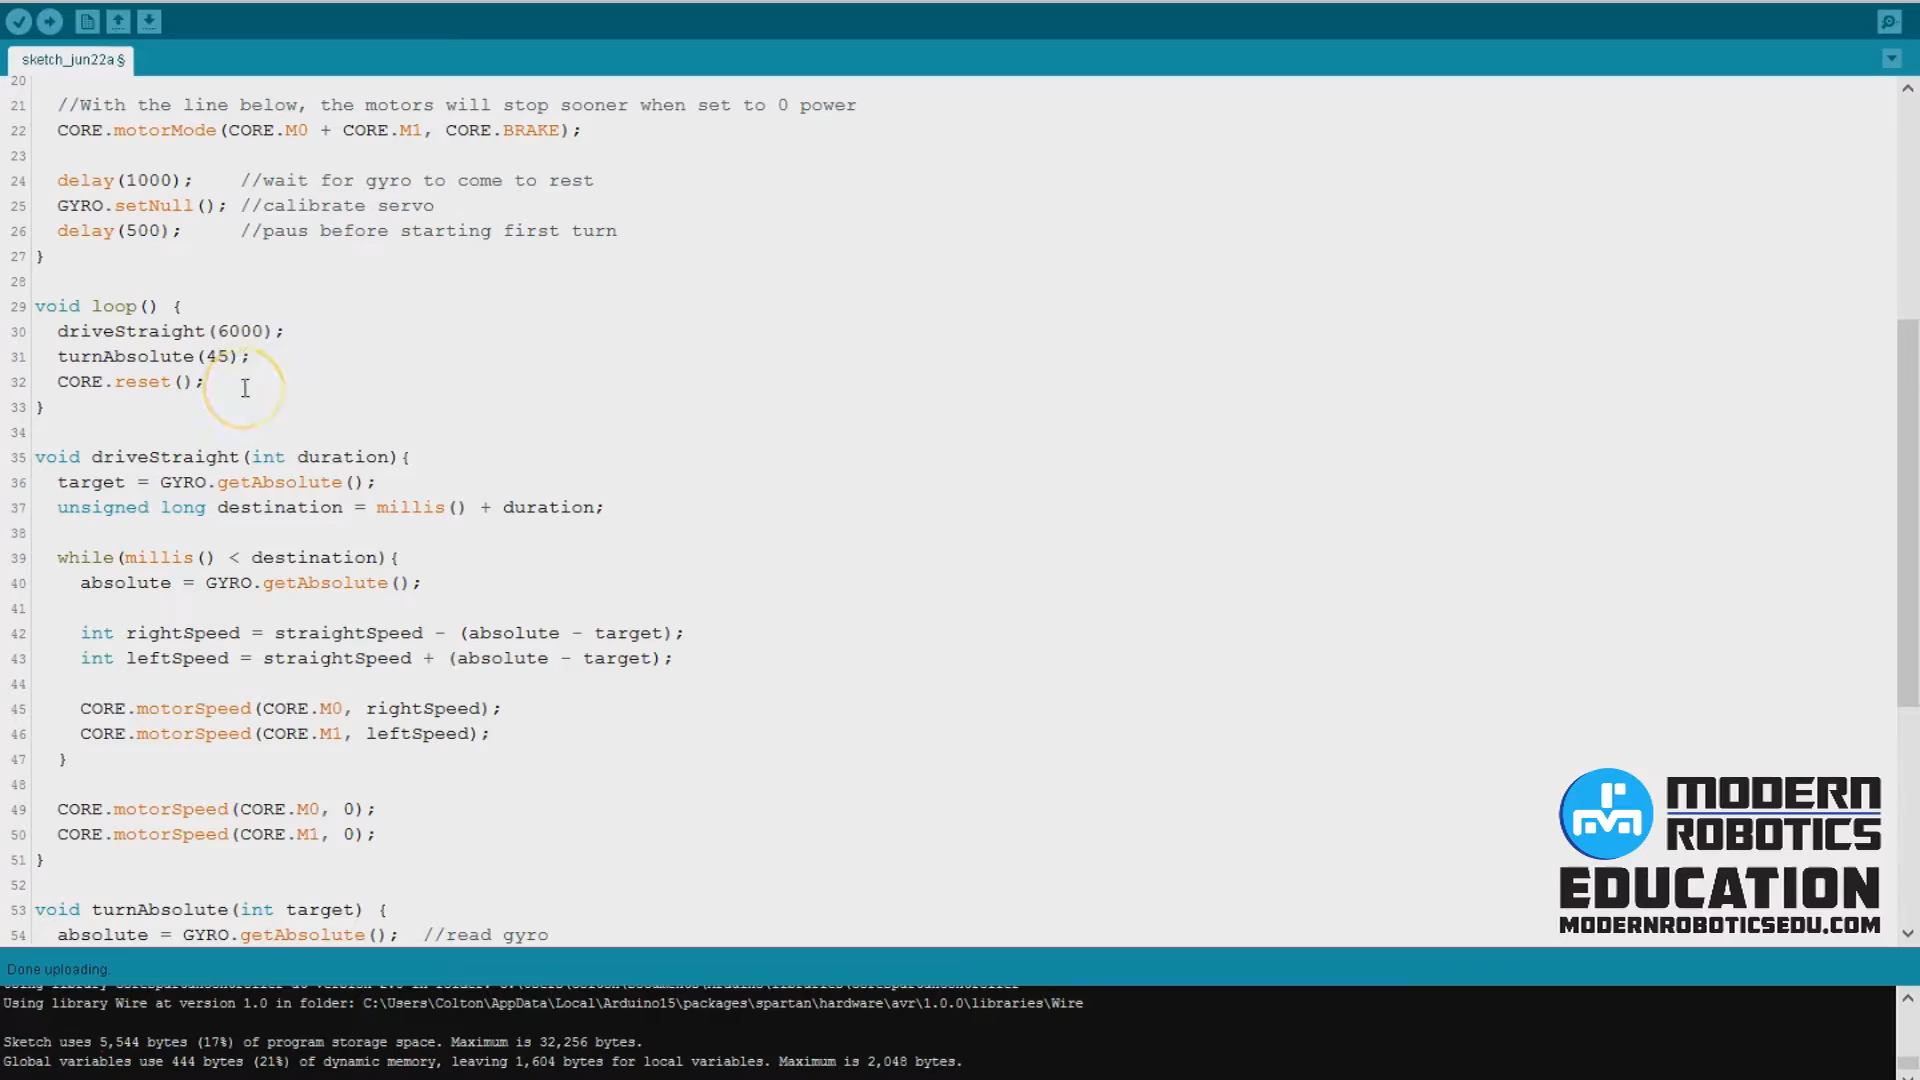 sketch_jun22a §
20
21 //With the line below, the motors will stop sooner when set to 0 power
22 CORE.motorMode(CORE.M0 + CORE.M1, CORE.BRAKE);
23
24 delay(1000); //wait for gyro to come to rest
25 GYRO.setNull(); //calibrate servo
26 delay(500); //paus before starting first turn
27 }
28
29 void loop() {
30 driveStraight(6000);
31 turnAbsolute(45);
32 CORE.reset();
33 }
34
35 void driveStraight(int duration){
36 target = GYRO.getAbsolute();
37 unsigned long destination = millis() + duration;
38
39 while(millis() < destination){
40 absolute = GYRO.getAbsolute();
41
42 int rightSpeed = straightSpeed - (absolute - target);
43 int leftSpeed = straightSpeed + (absolute - target);
44
45 CORE.motorSpeed(CORE.M0, rightSpeed);
46 CORE.motorSpeed(CORE.M1, leftSpeed);
47 }
48
49 CORE.motorSpeed(CORE.M0, 0);
50 CORE.motorSpeed(CORE.M1, 0);
51 }
52
53 void turnAbsolute(int target) {
54 absolute = GYRO.getAbsolute(); //read gyro
MODERN
ROBOTICS
EDUCATION
MODERNROBOTICSEDU.COM
Done uploading.
Using library Wire at version 1.0 in folder: C:\Users\Colton\AppData\Local\Arduino15\packages\spartan\hardware\avr\1.0.0\libraries\Wire
Sketch uses 5,544 bytes (17%) of program storage space. Maximum is 32,256 bytes.
Global variables use 444 bytes (21%) of dynamic memory, leaving 1,604 bytes for local variables. Maximum is 2,048 bytes.